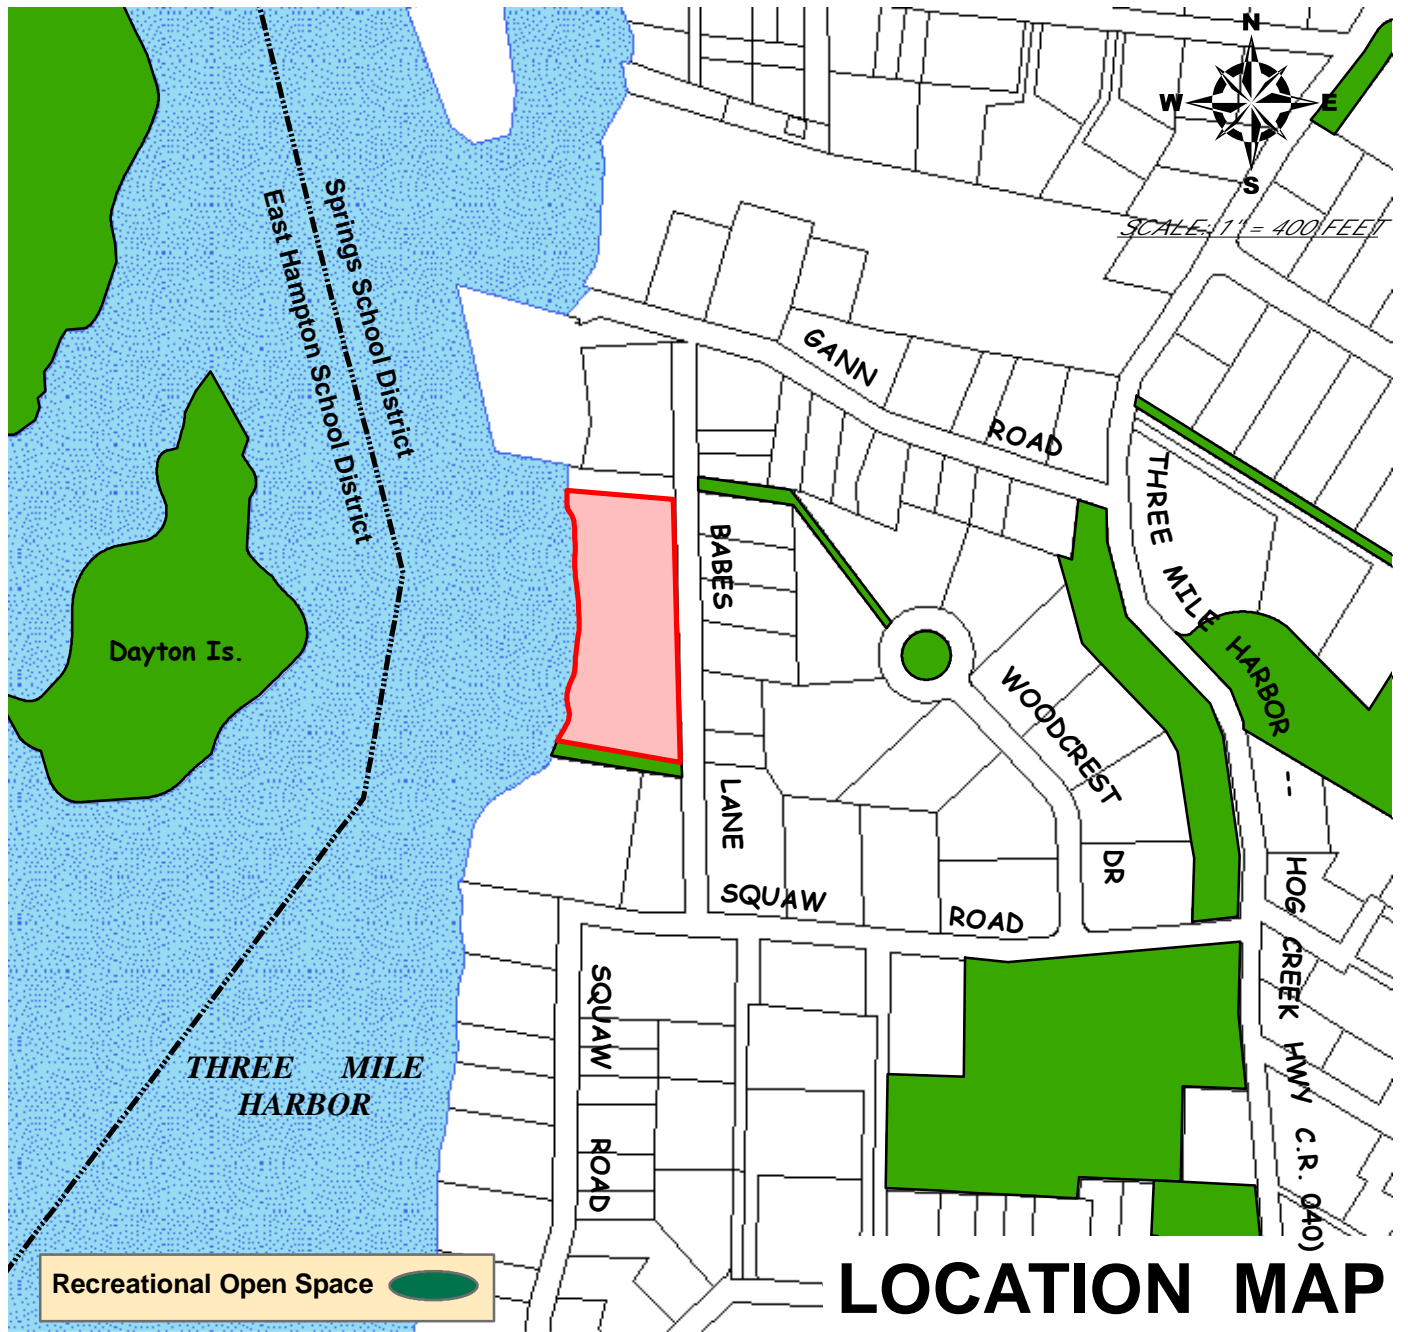 N
W E
S
SCALE: 1" = 400 FEET
Springs School District
East Hampton School District
GANN
ROAD
THREE MILE HARBOR -- HOG CREEK HWY C.R. 040)
BABES
LANE
Dayton Is.
WOODCREST
DR
SQUAW
ROAD
SQUAW
ROAD
THREE MILE
HARBOR
Recreational Open Space
LOCATION MAP